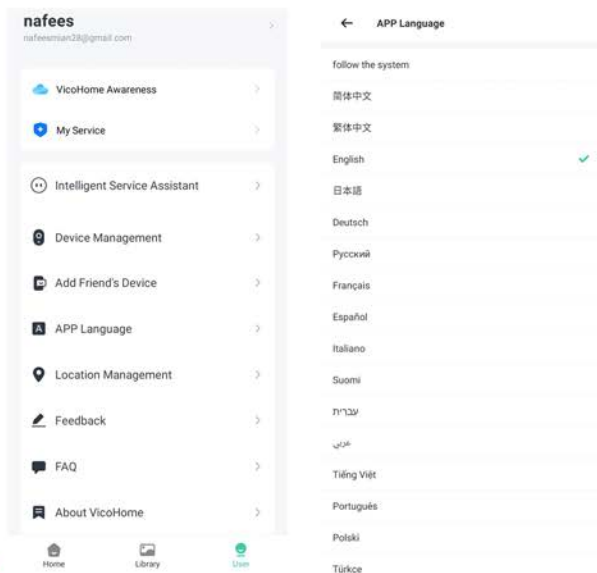 nafees
nafeesmian28@gmail.com
VicoHome Awareness
My Service
Intelligent Service Assistant
Device Management
Add Friend's Device
APP Language
Location Management
Feedback
FAQ
About VicoHome
Home
Library
User
APP Language
follow the system
简体中文
繁体中文
English
日本語
Deutsch
Русский
Français
Español
Italiano
Suomi
עברית
عربي
Tiếng Việt
Português
Polski
Türkçe